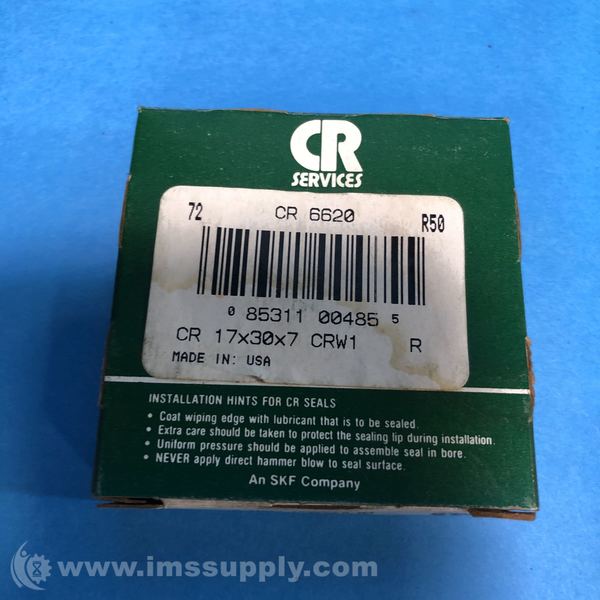 CR
SERVICES
72 CR 6620 R50
0 85311 00485 5
CR 17x30x7 CRW1 R
MADE IN: USA
INSTALLATION HINTS FOR CR SEALS
• Coat wiping edge with lubricant that is to be sealed.
• Extra care should be taken to protect the sealing lip during installation.
• Uniform pressure should be applied to assemble seal in bore.
• NEVER apply direct hammer blow to seal surface.
An SKF Company
www.imssupply.com